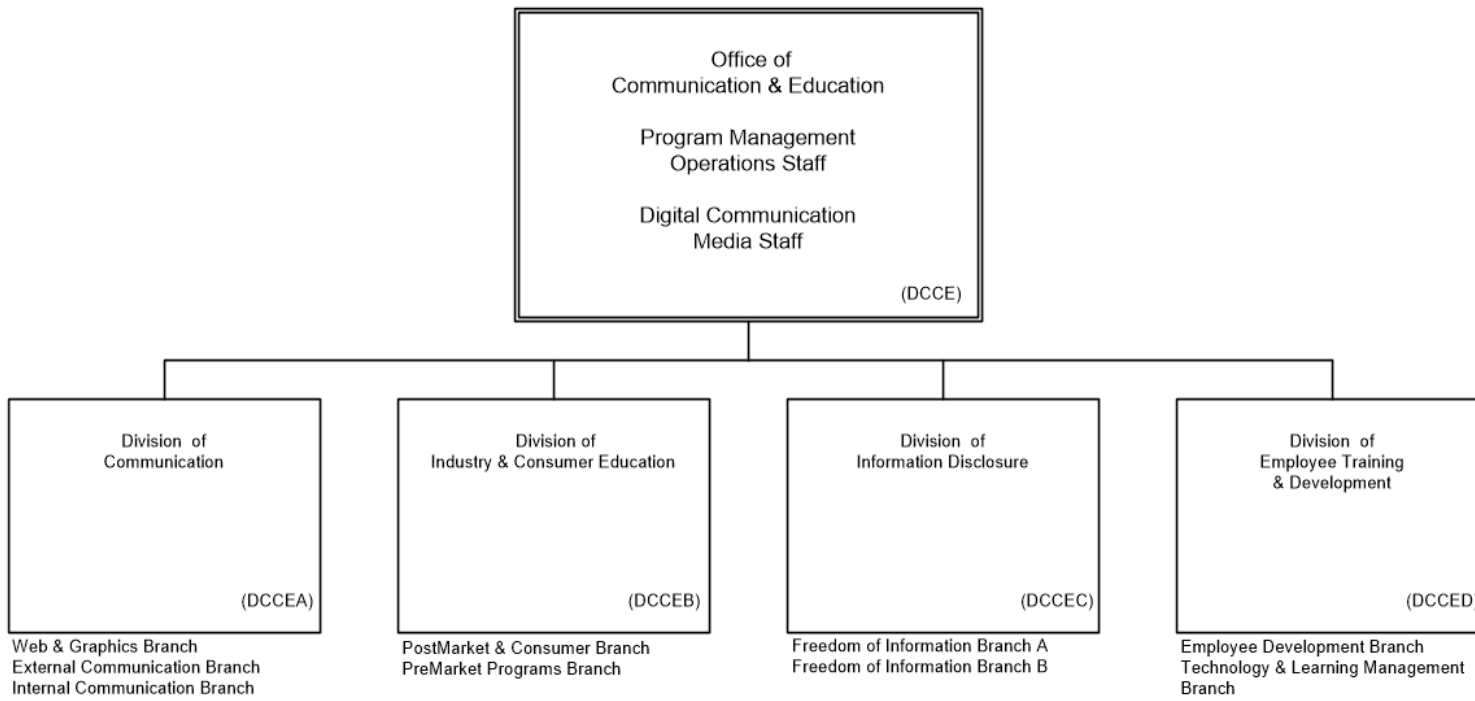 Office of
Communication & Education
Program Management
Operations Staff
Digital Communication
Media Staff
(DCCE)
Division of
Communication
(DCCEA)
Web & Graphics Branch
External Communication Branch
Internal Communication Branch
Division of
Industry & Consumer Education
(DCCEB)
PostMarket & Consumer Branch
PreMarket Programs Branch
Division of
Information Disclosure
(DCCEC)
Freedom of Information Branch A
Freedom of Information Branch B
Division of
Employee Training
& Development
(DCCED)
Employee Development Branch
Technology & Learning Management
Branch